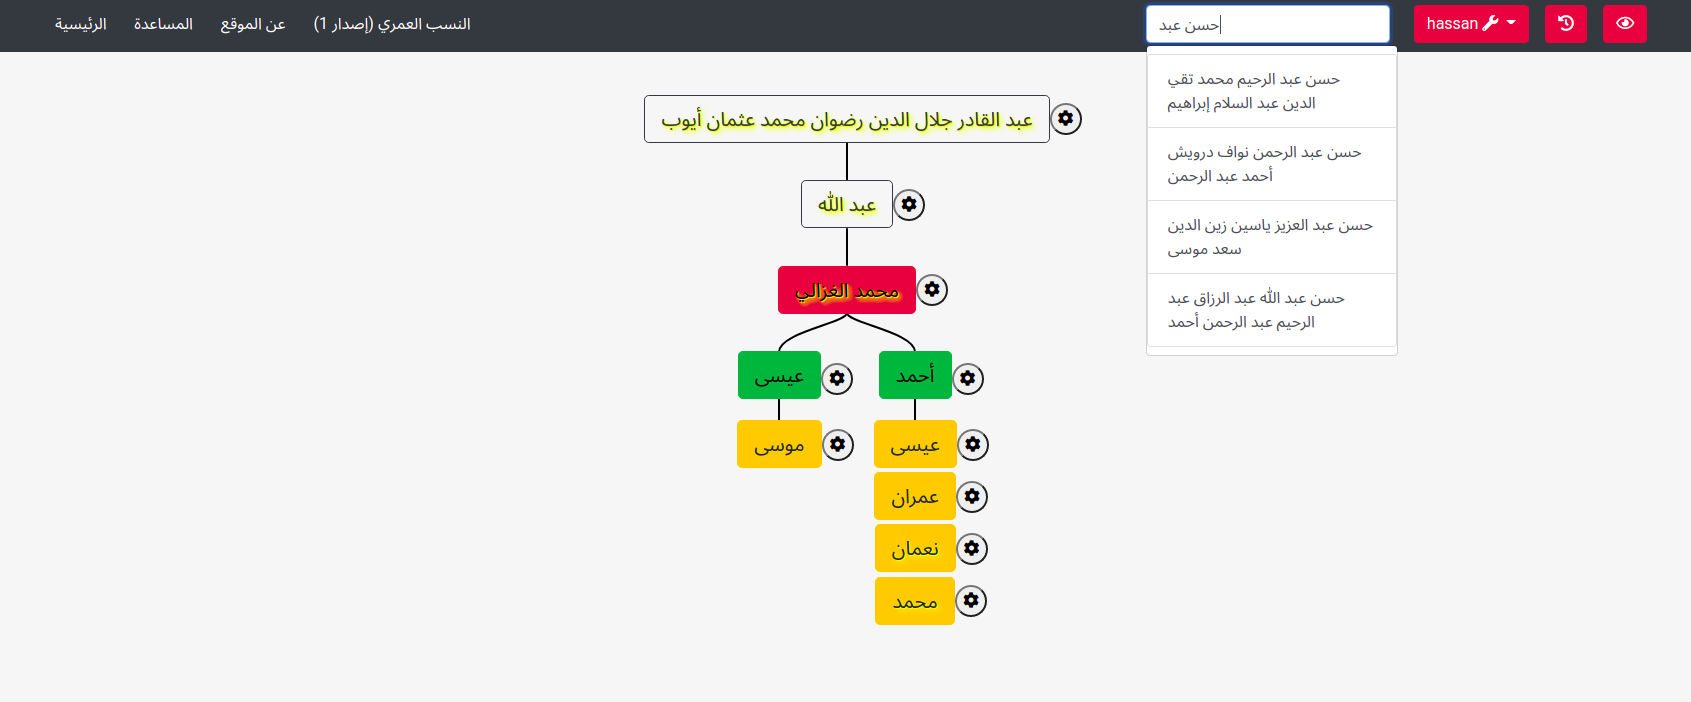 النسب العمري (إصدار 1)
عن الموقع
المساعدة
الرئيسية
حسن عبد
hassan
حسن عبد الرحيم محمد تقي
الدين عبد السلام إبراهيم
حسن عبد الرحمن نواف درويش
أحمد عبد الرحمن
حسن عبد العزيز ياسين زين الدين
سعد موسى
حسن عبد الله عبد الرزاق عبد
الرحيم عبد الرحمن أحمد
عبد القادر جلال الدين رضوان محمد عثمان أيوب
عبد الله
محمد الغزالي
أحمد
عيسى
عيسى
موسى
عمران
نعمان
محمد